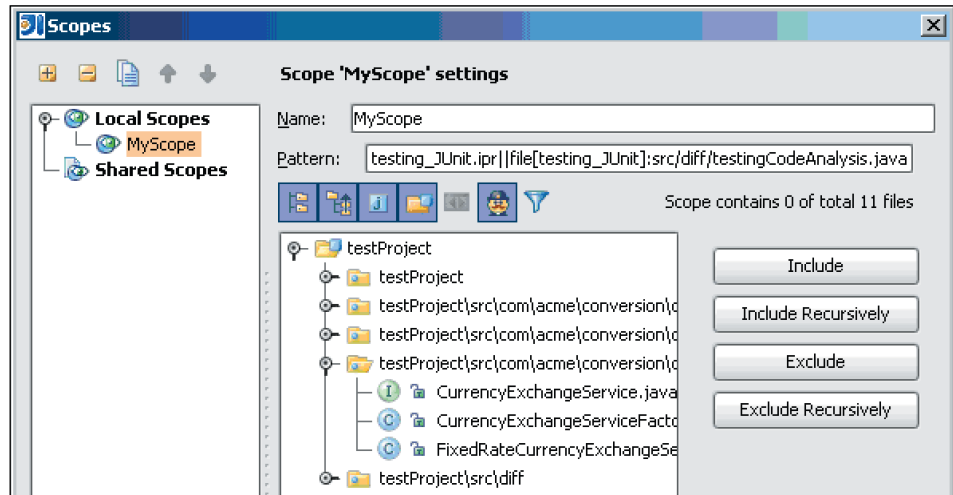 Scopes
Scope 'MyScope' settings
Local Scopes
MyScope
Shared Scopes
Name: MyScope
Pattern: testing_JUnit.ipr||file[testing_JUnit]:src/diff/testingCodeAnalysis.java
Scope contains 0 of total 11 files
testProject
testProject
testProject\src\com\acme\conversion\c
testProject\src\com\acme\conversion\c
testProject\src\com\acme\conversion\c
I CurrencyExchangeService.java
C CurrencyExchangeServiceFacto
C FixedRateCurrencyExchangeSe
testProject\src\diff
Include
Include Recursively
Exclude
Exclude Recursively